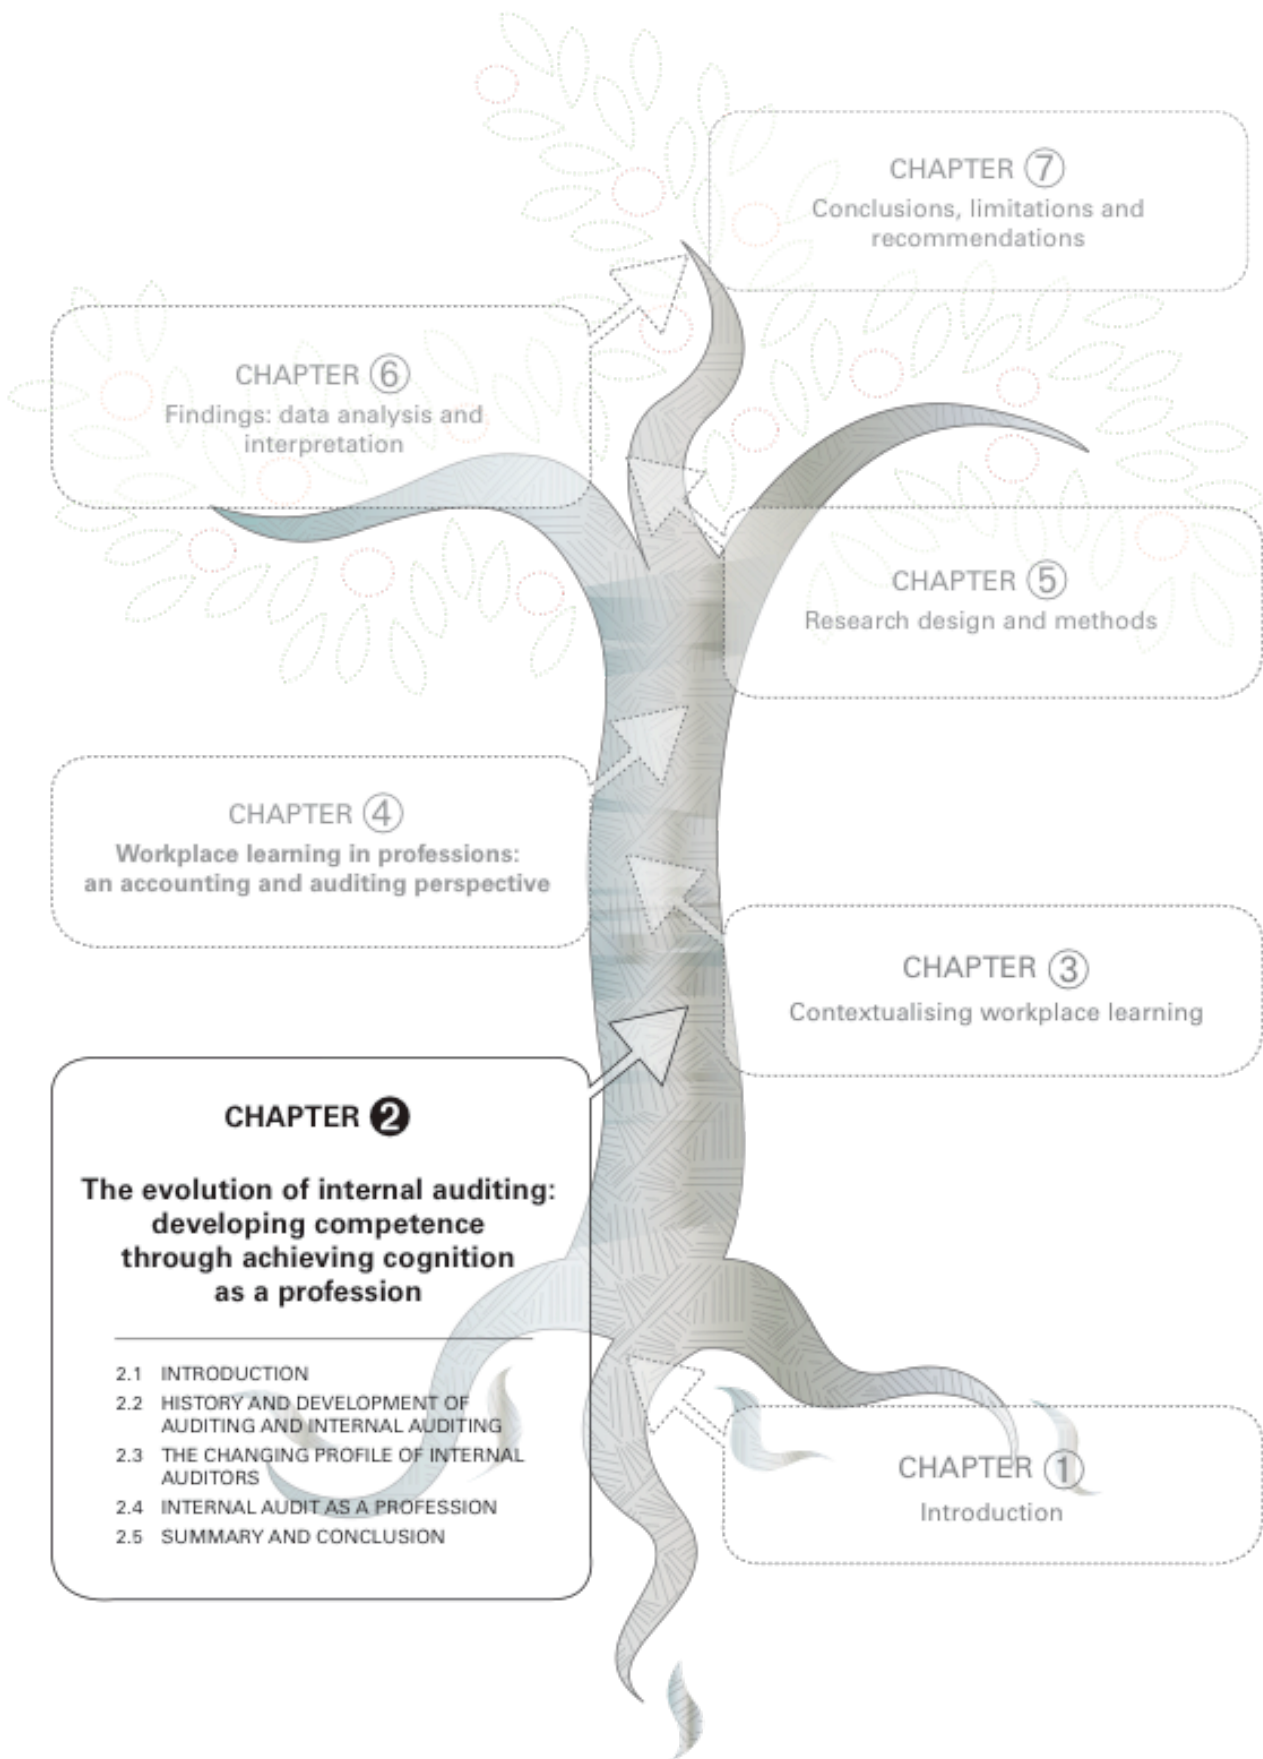 CHAPTER 7
Conclusions, limitations and
recommendations
CHAPTER 6
Findings: data analysis and
interpretation
CHAPTER 5
Research design and methods
CHAPTER 4
Workplace learning in professions:
an accounting and auditing perspective
CHAPTER 3
Contextualising workplace learning
CHAPTER 2
The evolution of internal auditing:
developing competence
through achieving cognition
as a profession
2.1 INTRODUCTION
2.2 HISTORY AND DEVELOPMENT OF
AUDITING AND INTERNAL AUDITING
2.3 THE CHANGING PROFILE OF INTERNAL
AUDITORS
2.4 INTERNAL AUDIT AS A PROFESSION
2.5 SUMMARY AND CONCLUSION
CHAPTER 1
Introduction